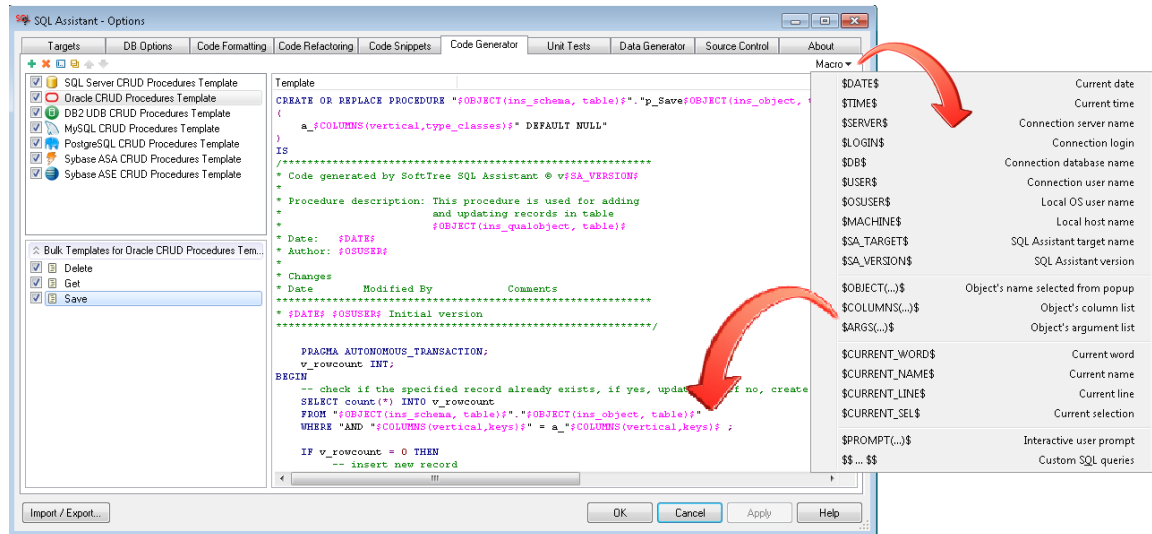 SQL Assistant - Options
Targets DB Options Code Formatting Code Refactoring Code Snippets Code Generator Unit Tests Data Generator Source Control About
Macro
SQL Server CRUD Procedures Template
Oracle CRUD Procedures Template
DB2 UDB CRUD Procedures Template
MySQL CRUD Procedures Template
PostgreSQL CRUD Procedures Template
Sybase ASA CRUD Procedures Template
Sybase ASE CRUD Procedures Template
Bulk Templates for Oracle CRUD Procedures Tem...
Delete
Get
Save
Template
CREATE OR REPLACE PROCEDURE "$OBJECT(ins_schema, table)$"."p_Save$OBJECT(ins_object,
(
a_$COLUMNS(vertical,type_classes)$" DEFAULT NULL"
)
IS
/************************************************************
* Code generated by SoftTree SQL Assistant © v$SA_VERSION$
*
* Procedure description: This procedure is used for adding
* and updating records in table
* $OBJECT(ins_qualobject, table)$
* Date: $DATE$
* Author: $OSUSER$
*
* Changes
* Date Modified By Comments
************************************************************
* $DATE$ $OSUSER$ Initial version
************************************************************/
PRAGMA AUTONOMOUS_TRANSACTION;
v_rowcount INT;
BEGIN
-- check if the specified record already exists, if yes, if no, create
SELECT count(*) INTO v_rowcount
FROM "$OBJECT(ins_schema, table)$"."$OBJECT(ins_object, table)$"
WHERE "AND "$COLUMNS(vertical,keys)$" = a_"$COLUMNS(vertical,keys)$ ;
IF v_rowcount = 0 THEN
-- insert new record
Import / Export...
OK Cancel Apply Help
$DATE$ Current date
$TIME$ Current time
$SERVER$ Connection server name
$LOGIN$ Connection login
$DB$ Connection database name
$USER$ Connection user name
$OSUSER$ Local OS user name
$MACHINE$ Local host name
$SA_TARGET$ SQL Assistant target name
$SA_VERSION$ SQL Assistant version
$OBJECT(...)$ Object's name selected from popup
$COLUMNS(...)$ Object's column list
$ARGS(...)$ Object's argument list
$CURRENT_WORD$ Current word
$CURRENT_NAME$ Current name
$CURRENT_LINE$ Current line
$CURRENT_SEL$ Current selection
$PROMPT(...)$ Interactive user prompt
$$ ... $$ Custom SQL queries